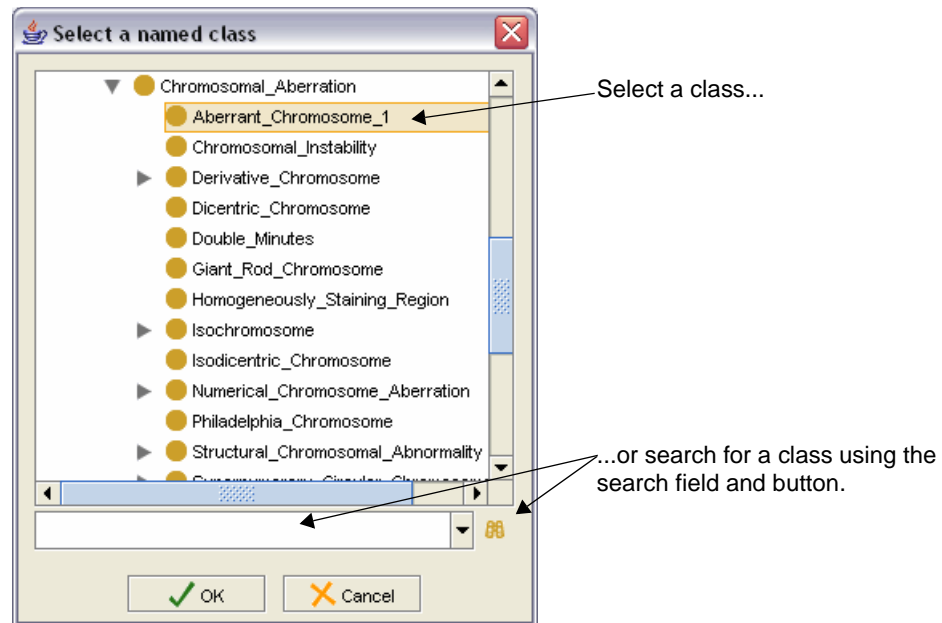 Select a named class
Chromosomal_Aberration
Aberrant_Chromosome_1
Chromosomal_Instability
Derivative_Chromosome
Dicentric_Chromosome
Double_Minutes
Giant_Rod_Chromosome
Homogeneously_Staining_Region
Isochromosome
Isodicentric_Chromosome
Numerical_Chromosome_Aberration
Philadelphia_Chromosome
Structural_Chromosomal_Abnormality
OK
Cancel
Select a class...
...or search for a class using the
search field and button.